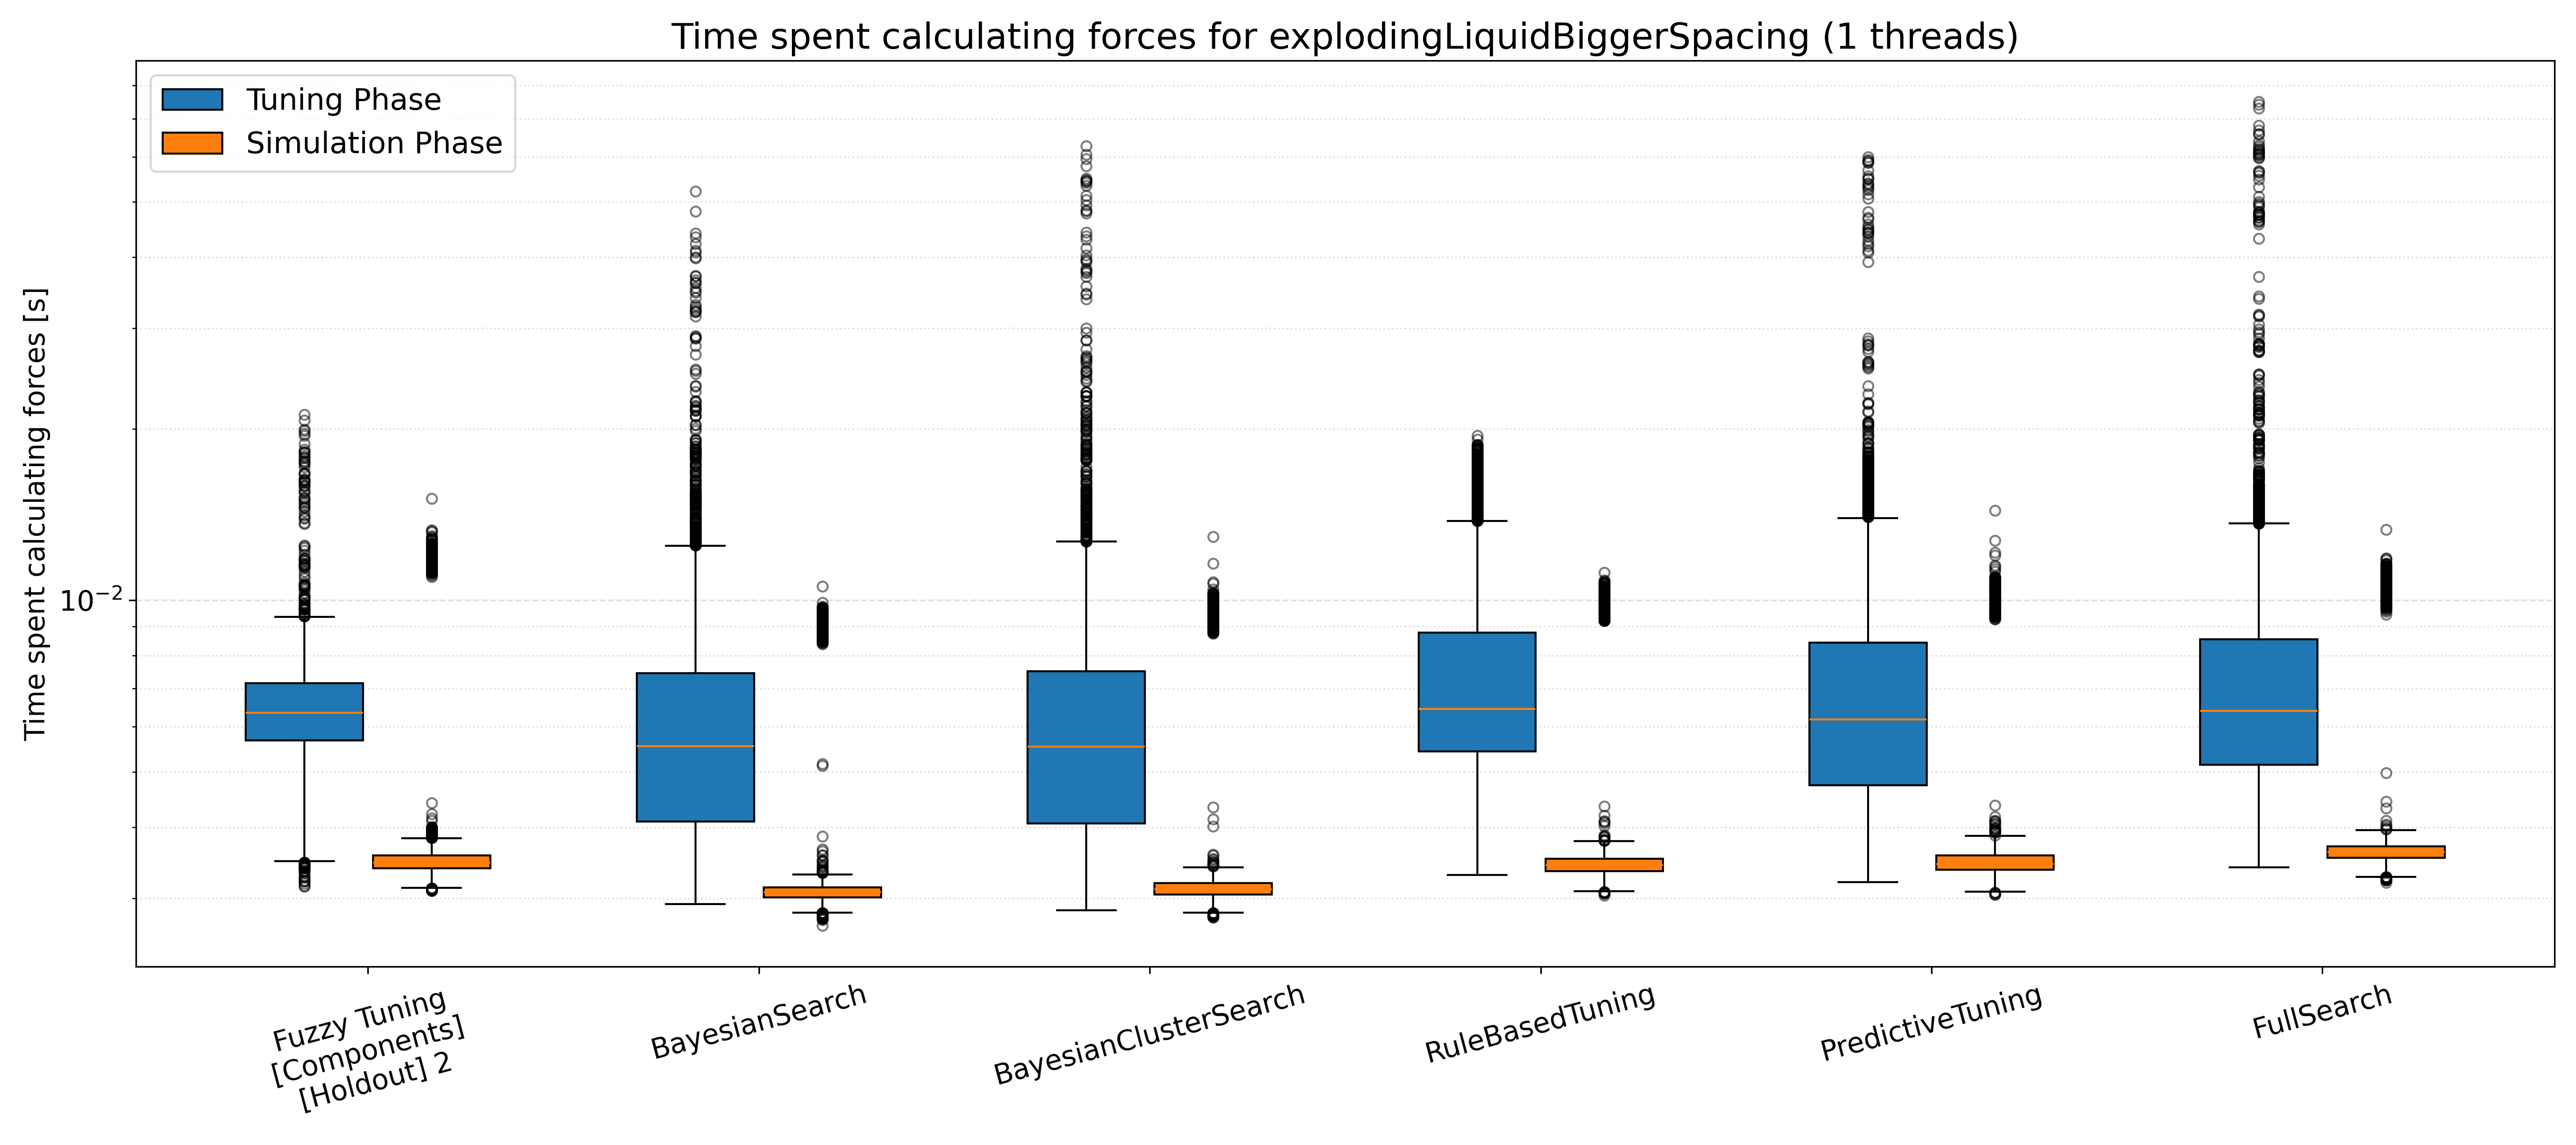 Time spent calculating forces for explodingLiquidBiggerSpacing (1 threads)
Tuning Phase
Simulation Phase
Time spent calculating forces [s]
10⁻²
Fuzzy Tuning
[Components]
[Holdout] 2
BayesianSearch
BayesianClusterSearch
RuleBasedTuning
PredictiveTuning
FullSearch